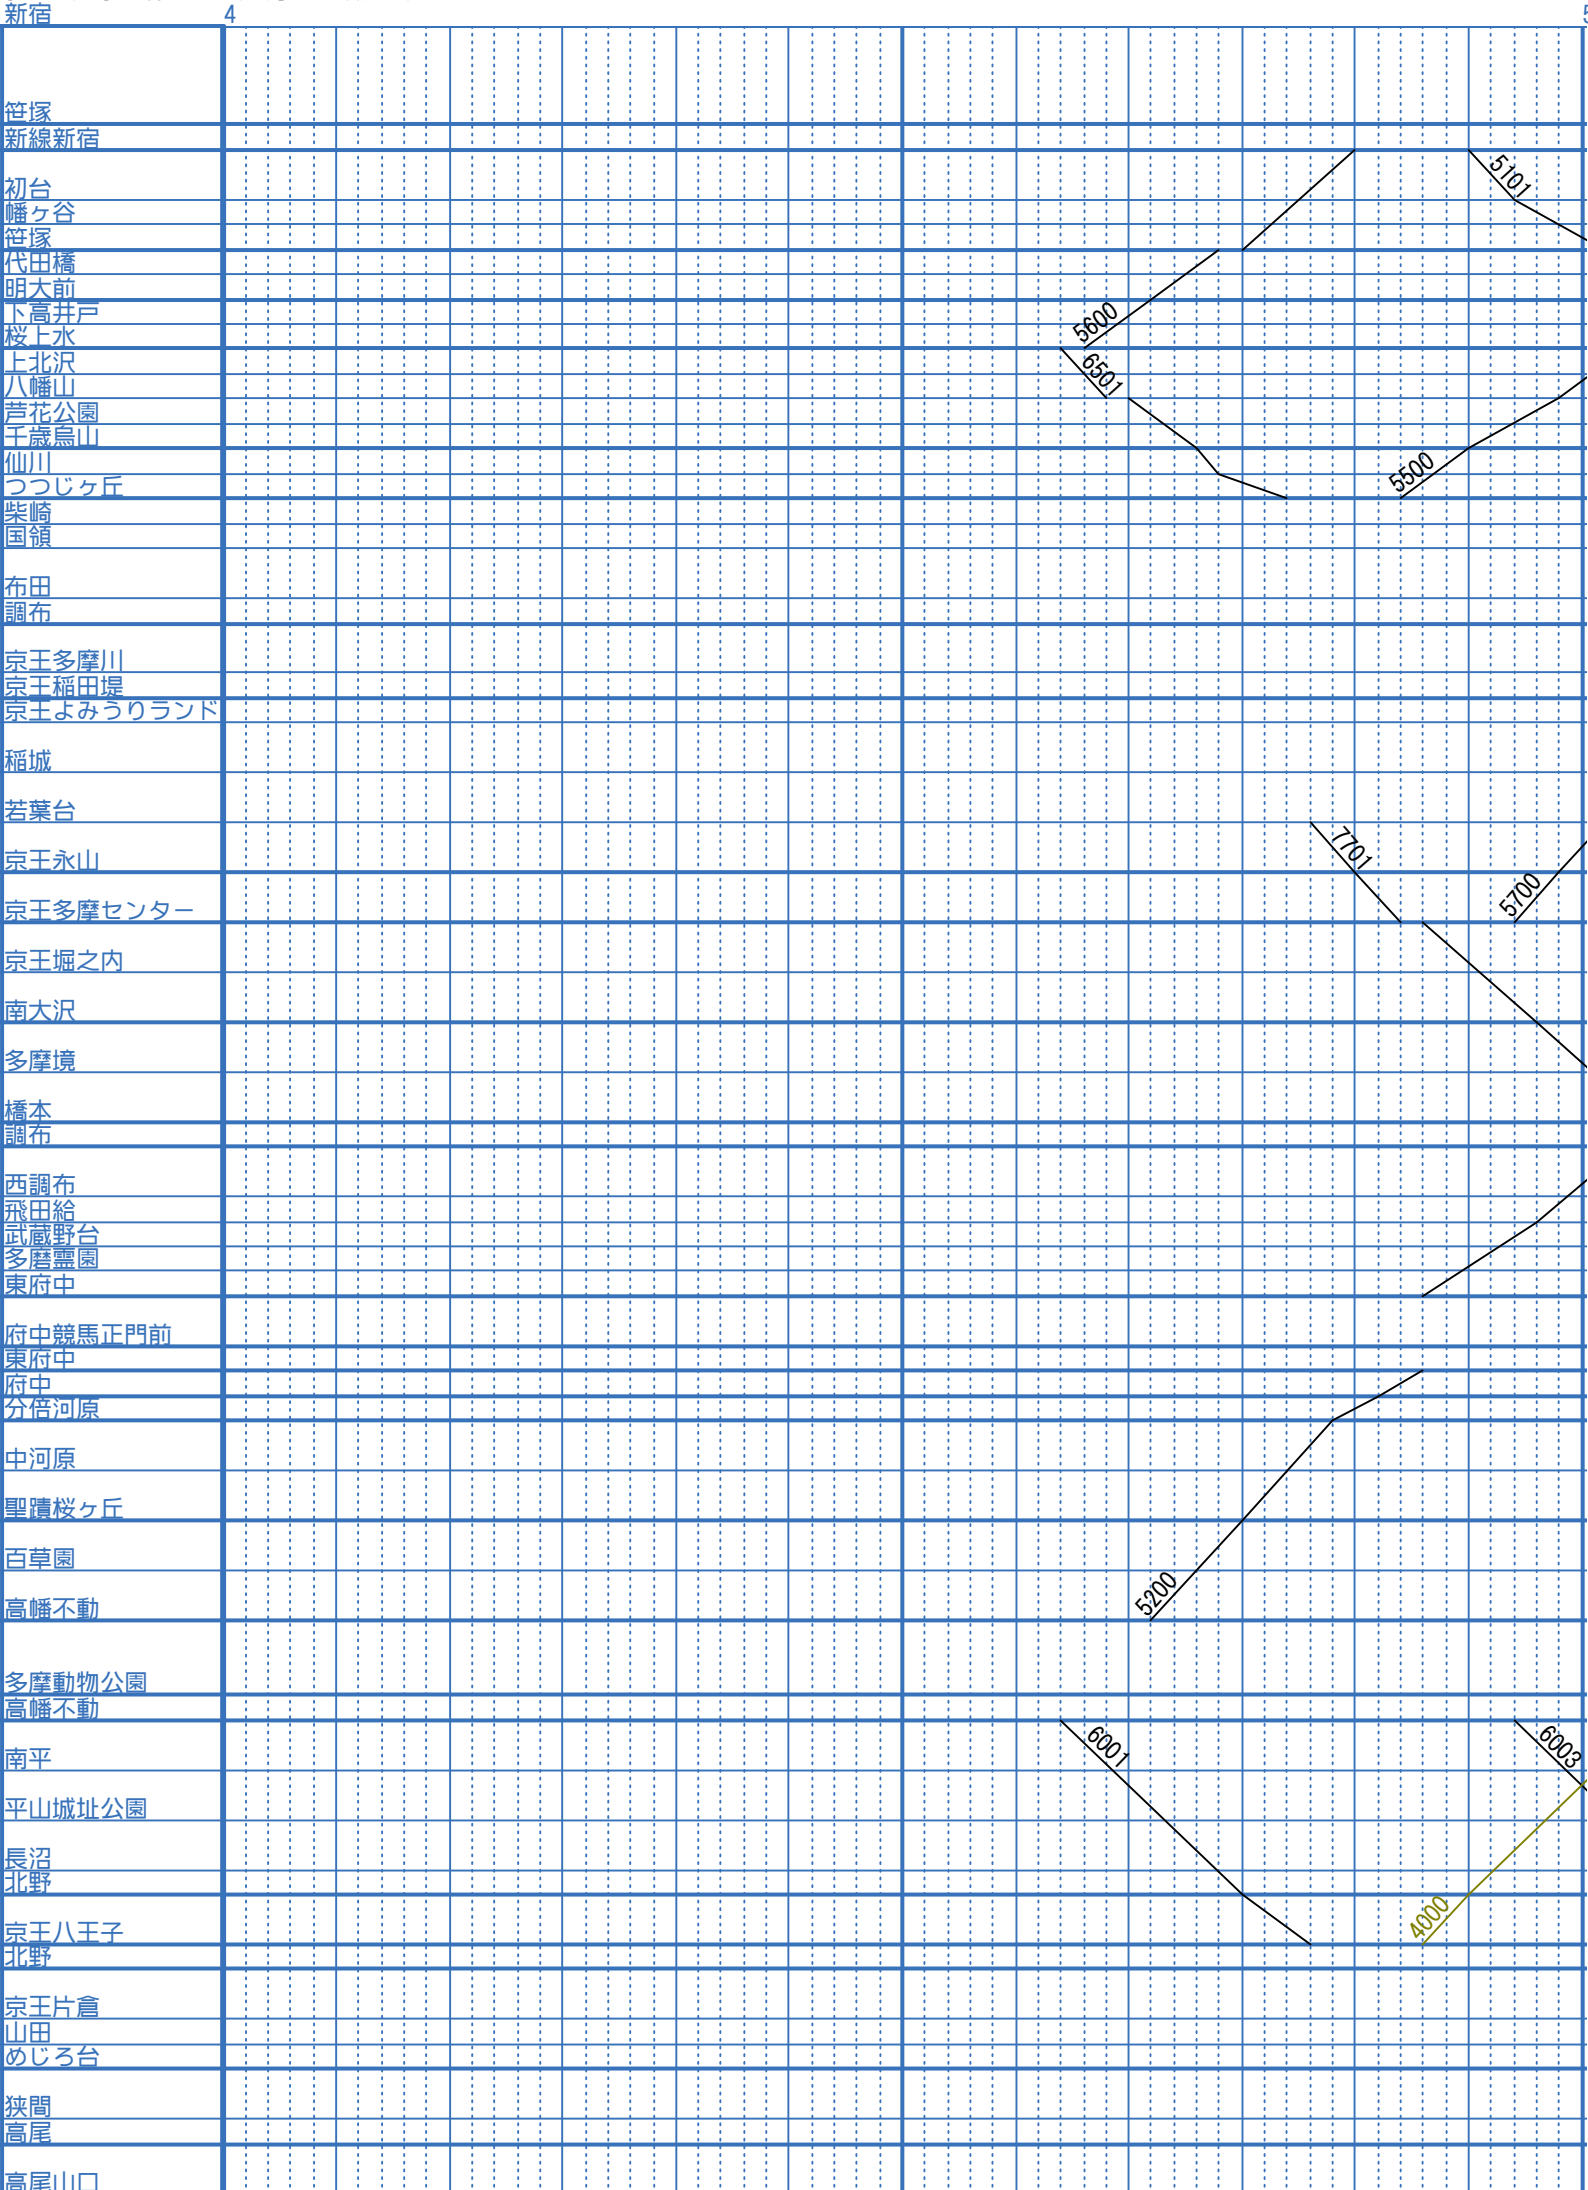 新宿 4 5
笹塚
新線新宿
初台 5101
幡ヶ谷
笹塚
代田橋
明大前
下高井戸
桜上水 5600
上北沢
八幡山 6501
芦花公園
千歳烏山
仙川
つつじヶ丘 5500
柴崎
国領
布田
調布
京王多摩川
京王稲田堤
京王よみうりランド
稲城
若葉台
京王永山 7701
京王多摩センター 5700
京王堀之内
南大沢
多摩境
橋本
調布
西調布
飛田給
武蔵野台
多磨霊園
東府中
府中競馬正門前
東府中
府中
分倍河原
中河原
聖蹟桜ヶ丘
百草園
高幡不動 5200
多摩動物公園
高幡不動
南平 6001 6003
平山城址公園
長沼
北野
京王八王子 4000
北野
京王片倉
山田
めじろ台
狭間
高尾
高尾山口